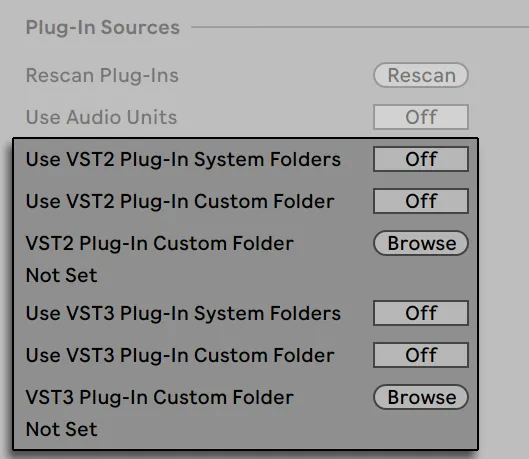 Plug-In Sources
Rescan Plug-Ins Rescan
Use Audio Units Off
Use VST2 Plug-In System Folders Off
Use VST2 Plug-In Custom Folder Off
VST2 Plug-In Custom Folder Browse
Not Set
Use VST3 Plug-In System Folders Off
Use VST3 Plug-In Custom Folder Off
VST3 Plug-In Custom Folder Browse
Not Set